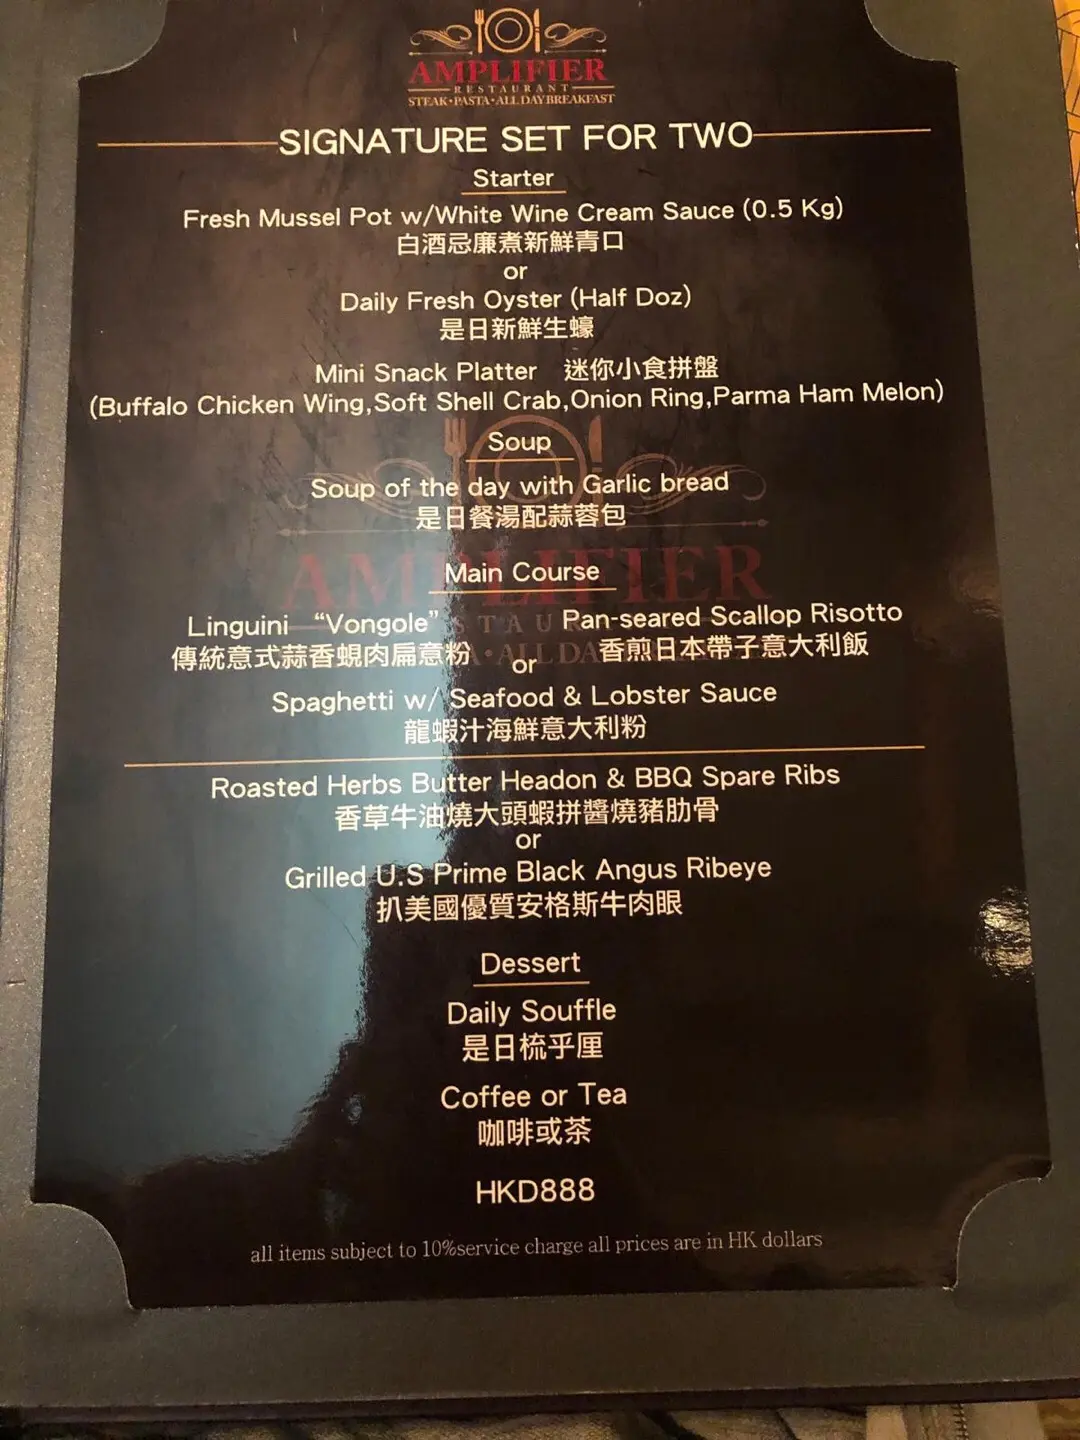 AMPLIFIER
RESTAURANT
STEAK•PASTA•ALL DAY BREAKFAST
SIGNATURE SET FOR TWO
Starter
Fresh Mussel Pot w/White Wine Cream Sauce (0.5 Kg)
白酒忌廉煮新鮮青口
or
Daily Fresh Oyster (Half Doz)
是日新鮮生蠔
Mini Snack Platter 迷你小食拼盤
(Buffalo Chicken Wing,Soft Shell Crab,Onion Ring,Parma Ham Melon)
Soup
Soup of the day with Garlic bread
是日餐湯配蒜蓉包
Main Course
Linguini “Vongole” Pan-seared Scallop Risotto
傳統意式蒜香蜆肉扁意粉 or 香煎日本帶子意大利飯
Spaghetti w/ Seafood & Lobster Sauce
龍蝦汁海鮮意大利粉
Roasted Herbs Butter Headon & BBQ Spare Ribs
香草牛油燒大頭蝦拼醬燒豬肋骨
or
Grilled U.S Prime Black Angus Ribeye
扒美國優質安格斯牛肉眼
Dessert
Daily Souffle
是日梳乎厘
Coffee or Tea
咖啡或茶
HKD888
all items subject to 10%service charge all prices are in HK dollars